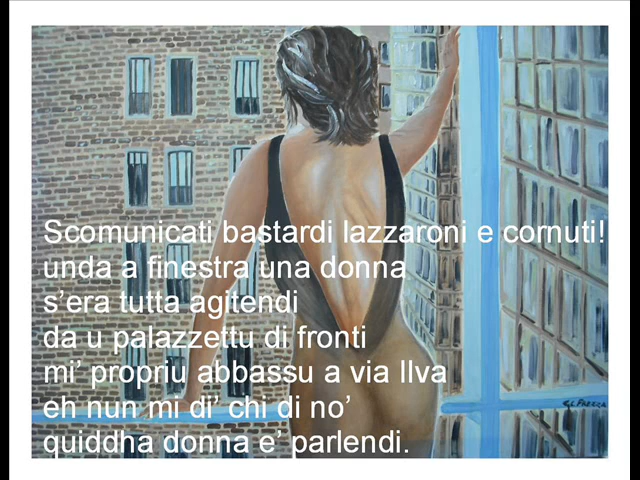 Scomunicati bastardi lazzaroni e cornuti!
unda a finestra una donna
s'era tutta agitendi
da u palazzettu di fronti
mi' propriu abbassu a via Ilva
eh nun mi di' chi di no'
quiddha donna e' parlendi.